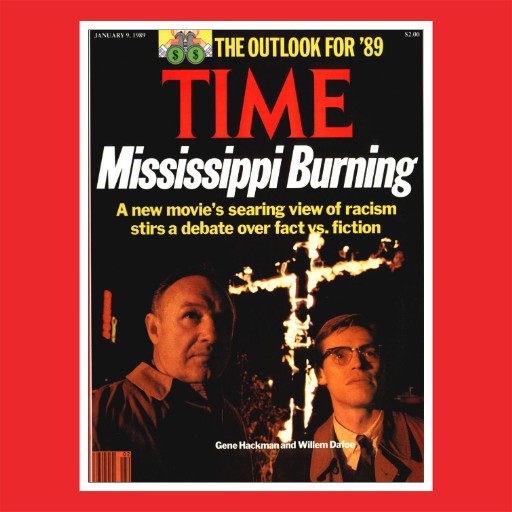 JANUARY 9, 1989
$2.00
$ $
THE OUTLOOK FOR '89
TIME
Mississippi Burning
A new movie's searing view of racism
stirs a debate over fact vs. fiction
Gene Hackman and Willem Dafoe